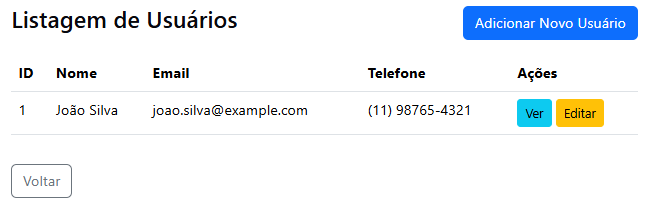 Listagem de Usuários
Adicionar Novo Usuário
ID Nome Email Telefone Ações
1 João Silva joao.silva@example.com (11) 98765-4321 Ver Editar
Voltar